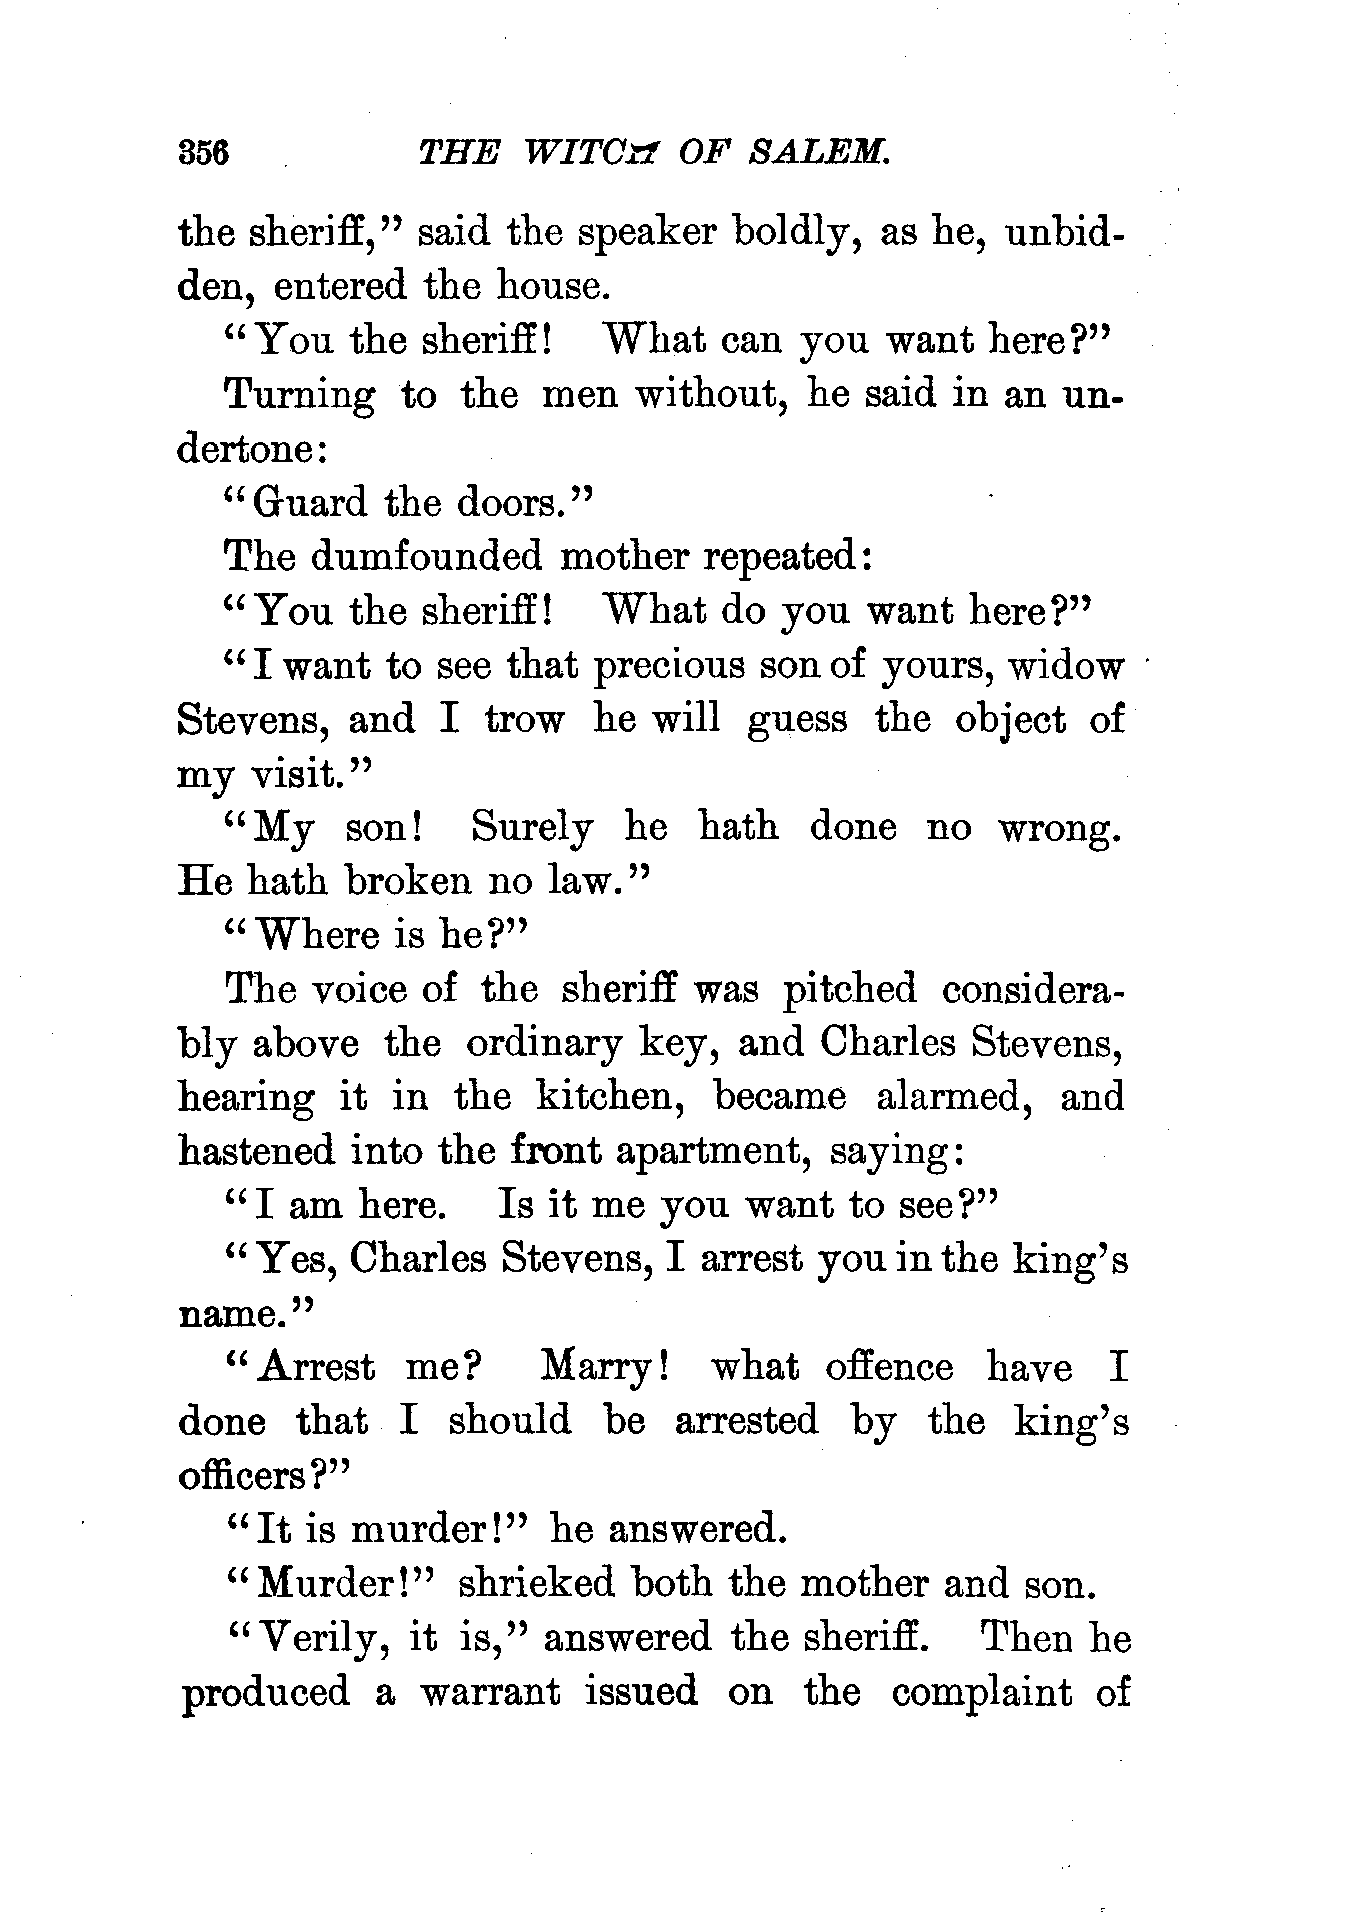 356 THE WITCH OF SALEM.
the sheriff," said the speaker boldly, as he, unbid-
den, entered the house.
"You the sheriff! What can you want here?"
Turning to the men without, he said in an un-
dertone:
"Guard the doors."
The dumfounded mother repeated:
"You the sheriff! What do you want here?"
"I want to see that precious son of yours, widow
Stevens, and I trow he will guess the object of
my visit."
"My son! Surely he hath done no wrong.
He hath broken no law."
"Where is he?"
The voice of the sheriff was pitched considera-
bly above the ordinary key, and Charles Stevens,
hearing it in the kitchen, became alarmed, and
hastened into the front apartment, saying:
"I am here. Is it me you want to see?"
"Yes, Charles Stevens, I arrest you in the king's
name."
"Arrest me? Marry! what offence have I
done that I should be arrested by the king's
officers?"
"It is murder!" he answered.
"Murder!" shrieked both the mother and son.
"Verily, it is," answered the sheriff. Then he
produced a warrant issued on the complaint of